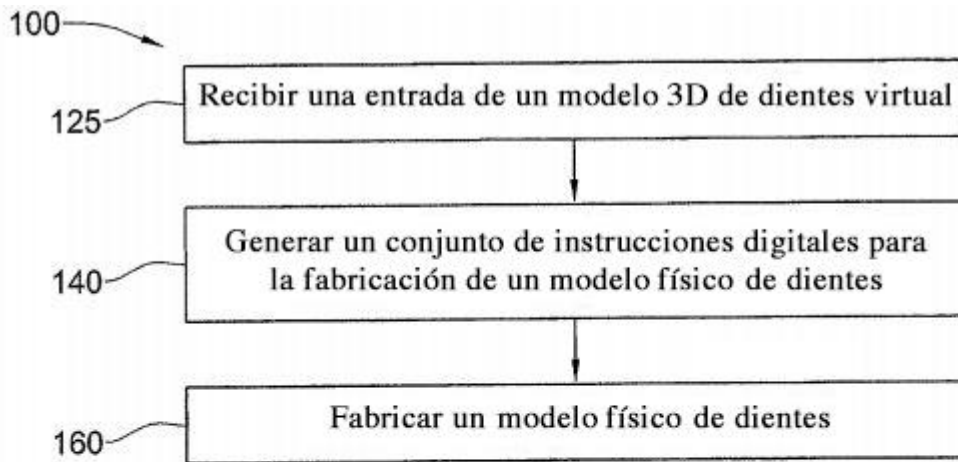 100
125
Recibir una entrada de un modelo 3D de dientes virtual
140
Generar un conjunto de instrucciones digitales para
la fabricación de un modelo físico de dientes
160
Fabricar un modelo físico de dientes